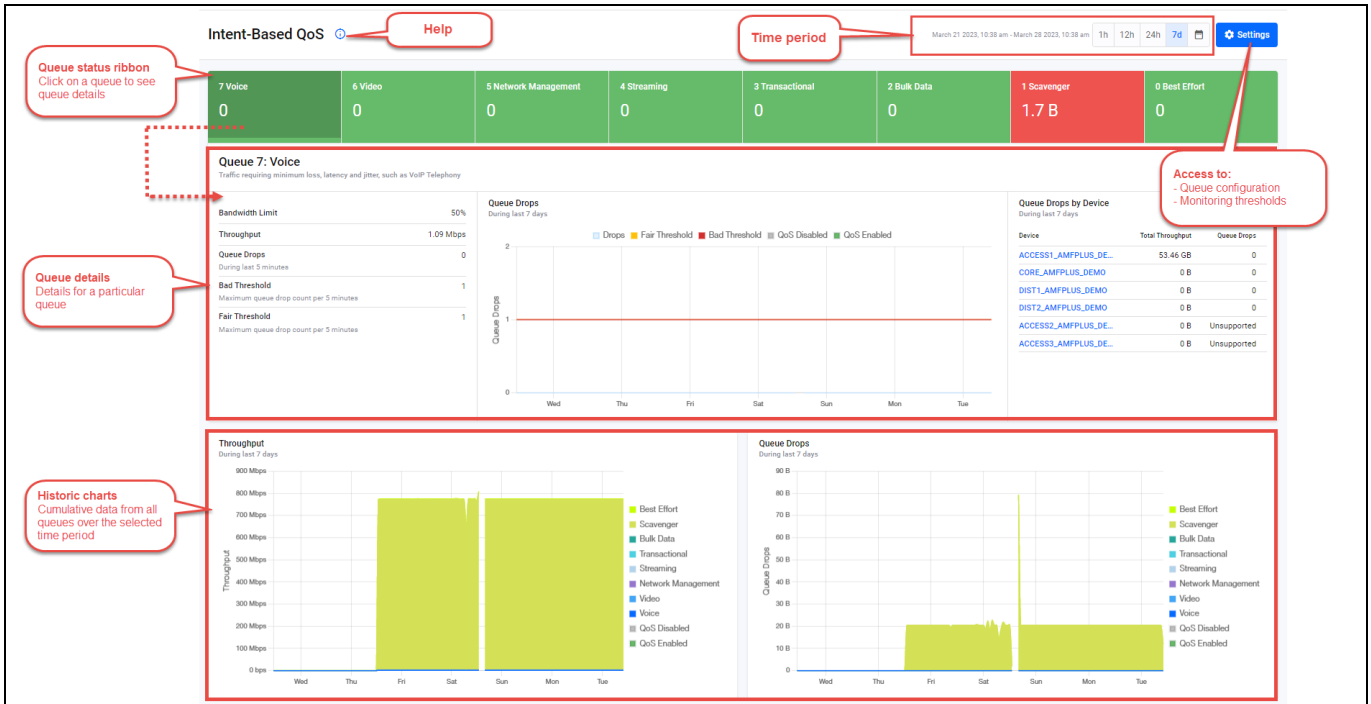 Intent-Based QoS
Help
Time period
March 21 2023, 10:38 am - March 28 2023, 10:38 am
1h
12h
24h
7d
Settings
Queue status ribbon
Click on a queue to see
queue details
7 Voice
0
6 Video
0
5 Network Management
0
4 Streaming
0
3 Transactional
0
2 Bulk Data
0
1 Scavenger
1.7 B
0 Best Effort
0
Access to:
- Queue configuration
- Monitoring thresholds
Queue details
Details for a particular
queue
Queue 7: Voice
Traffic requiring minimum loss, latency and jitter, such as VoIP Telephony
Bandwidth Limit 50%
Throughput 1.09 Mbps
Queue Drops 0
During last 5 minutes
Bad Threshold 1
Maximum queue drop count per 5 minutes
Fair Threshold 1
Maximum queue drop count per 5 minutes
Queue Drops
During last 7 days
Drops Fair Threshold Bad Threshold QoS Disabled QoS Enabled
Queue Drops
2
1
0
Wed Thu Fri Sat Sun Mon Tue
Queue Drops by Device
During last 7 days
Device Total Throughput Queue Drops
ACCESS1_AMFPLUS_DE... 53.46 GB 0
CORE_AMFPLUS_DEMO 0 B 0
DIST1_AMFPLUS_DEMO 0 B 0
DIST2_AMFPLUS_DEMO 0 B 0
ACCESS2_AMFPLUS_DE... 0 B Unsupported
ACCESS3_AMFPLUS_DE... 0 B Unsupported
Historic charts
Cumulative data from all
queues over the selected
time period
Throughput
During last 7 days
Throughput
900 Mbps
800 Mbps
700 Mbps
600 Mbps
500 Mbps
400 Mbps
300 Mbps
200 Mbps
100 Mbps
0 bps
Wed Thu Fri Sat Sun Mon Tue
Best Effort
Scavenger
Bulk Data
Transactional
Streaming
Network Management
Video
Voice
QoS Disabled
QoS Enabled
Queue Drops
During last 7 days
Queue Drops
90 B
80 B
70 B
60 B
50 B
40 B
30 B
20 B
10 B
0
Wed Thu Fri Sat Sun Mon Tue
Best Effort
Scavenger
Bulk Data
Transactional
Streaming
Network Management
Video
Voice
QoS Disabled
QoS Enabled